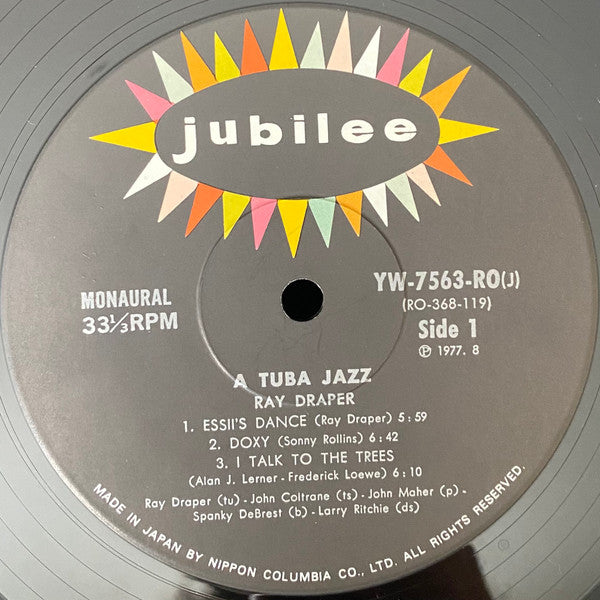 jubilee
MONAURAL
33⅓RPM
YW-7563-RO(J)
(RO-368-119)
Side 1
Ⓟ 1977. 8
A TUBA JAZZ
RAY DRAPER
1. ESSII'S DANCE (Ray Draper) 5:59
2. DOXY (Sonny Rollins) 6:42
3. I TALK TO THE TREES
(Alan J. Lerner - Frederick Loewe) 6:10
Ray Draper (tu) - John Coltrane (ts) - John Maher (p) -
Spanky DeBrest (b) - Larry Ritchie (ds)
MADE IN JAPAN BY NIPPON COLUMBIA CO., LTD. ALL RIGHTS RESERVED.
®